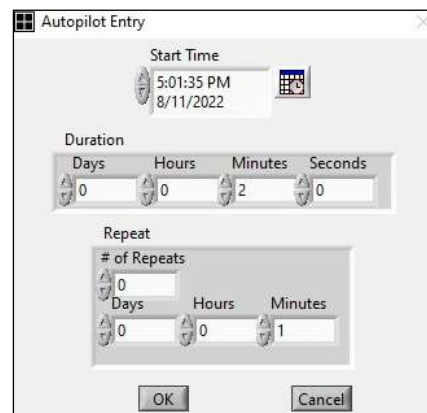 Autopilot Entry
Start Time
5:01:35 PM
8/11/2022
Duration
Days Hours Minutes Seconds
0 0 2 0
Repeat
# of Repeats
0
Days Hours Minutes
0 0 1
OK Cancel